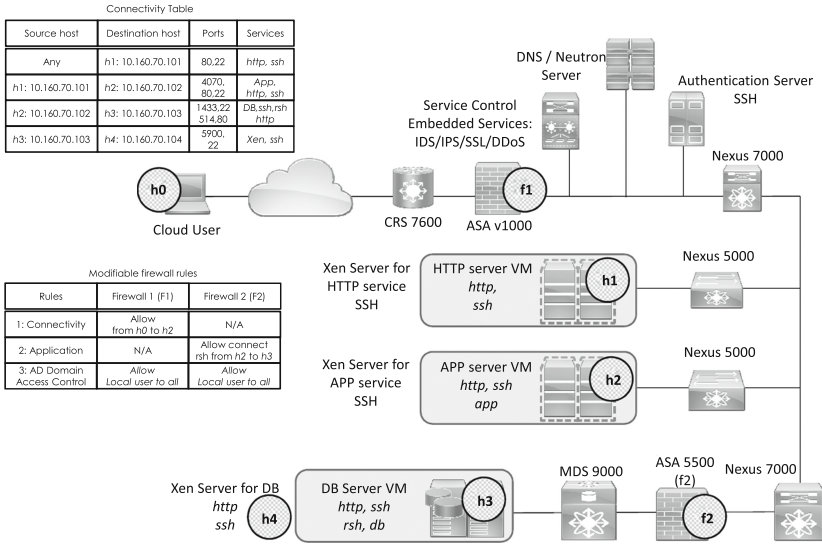 Connectivity Table
Source host Destination host Ports Services
Any h1: 10.160.70.101 80,22 http, ssh
h1: 10.160.70.101 h2: 10.160.70.102 4070, 80,22 App, http, ssh
h2: 10.160.70.102 h3: 10.160.70.103 1433,22 514,80 DB,ssh,rsh http
h3: 10.160.70.103 h4: 10.160.70.104 5900, 22 Xen, ssh
DNS / Neutron
Server
Authentication Server
SSH
Service Control
Embedded Services:
IDS/IPS/SSL/DDoS
Nexus 7000
h0
f1
Cloud User
CRS 7600
ASA v1000
Modifiable firewall rules
Rules Firewall 1 (F1) Firewall 2 (F2)
1: Connectivity Allow from h0 to h2 N/A
2: Application N/A Allow connect rsh from h2 to h3
3: AD Domain Access Control Allow Local user to all Allow Local user to all
Xen Server for
HTTP service
SSH
HTTP server VM
http,
ssh
h1
Nexus 5000
Xen Server for
APP service
SSH
APP server VM
http, ssh
app
h2
Nexus 5000
Xen Server for DB
http
ssh
h4
DB Server VM
http, ssh
rsh, db
h3
MDS 9000
ASA 5500
(f2)
f2
Nexus 7000